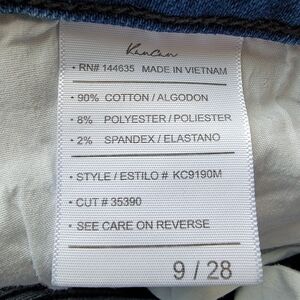 KanCan
• RN# 144635 MADE IN VIETNAM
• 90% COTTON / ALGODON
• 8% POLYESTER / POLIESTER
• 2% SPANDEX / ELASTANO
• STYLE / ESTILO # KC9190M
• CUT # 35390
• SEE CARE ON REVERSE
9 / 28